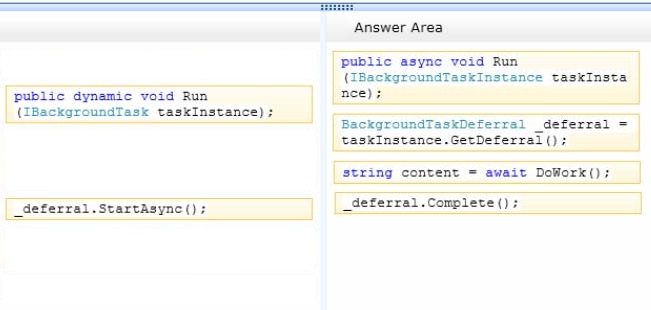 Answer Area
public dynamic void Run
(IBackgroundTask taskInstance);
_deferral.StartAsync();
public async void Run
(IBackgroundTaskInstance taskInsta
nce);
BackgroundTaskDeferral _deferral =
taskInstance.GetDeferral();
string content = await DoWork();
_deferral.Complete();